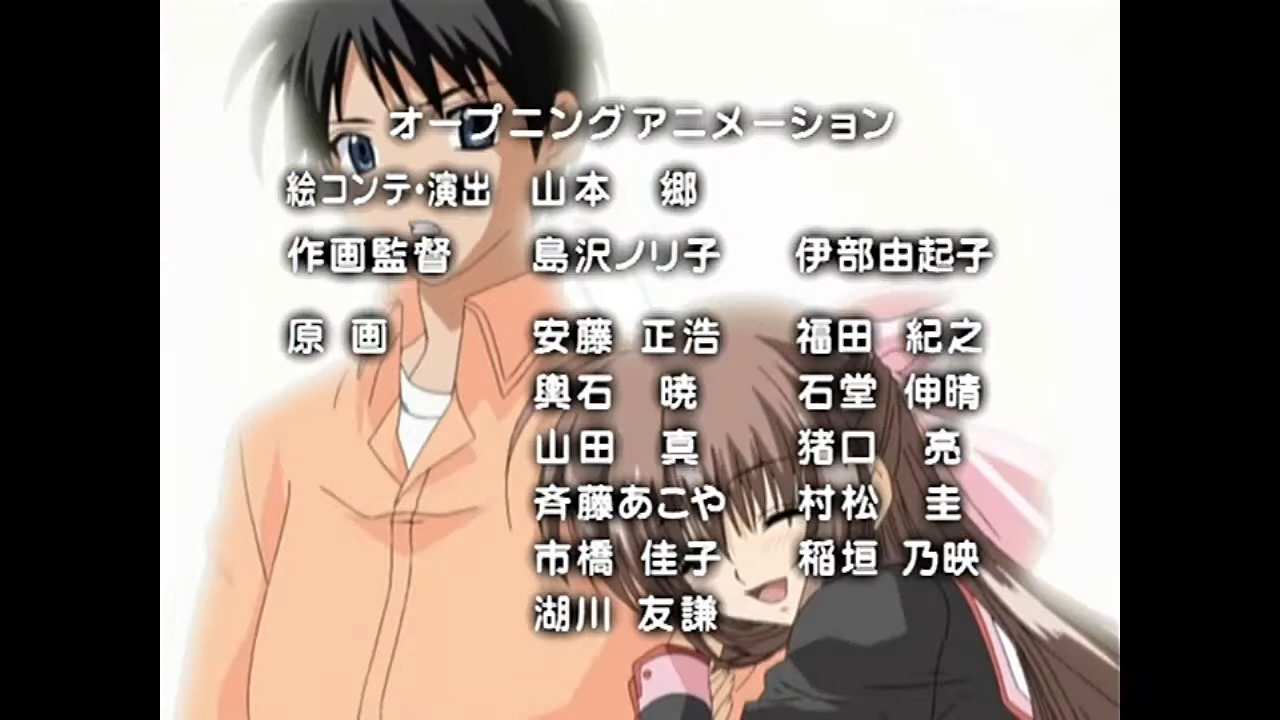 オープニングアニメーション
絵コンテ・演出 山本 郷
作画監督 島沢ノリ子 伊部由起子
原 画 安藤 正浩 福田 紀之
輿石 暁 石堂 伸晴
山田 真 猪口 亮
斉藤あこや 村松 圭
市橋 佳子 稲垣 乃映
湖川 友謙